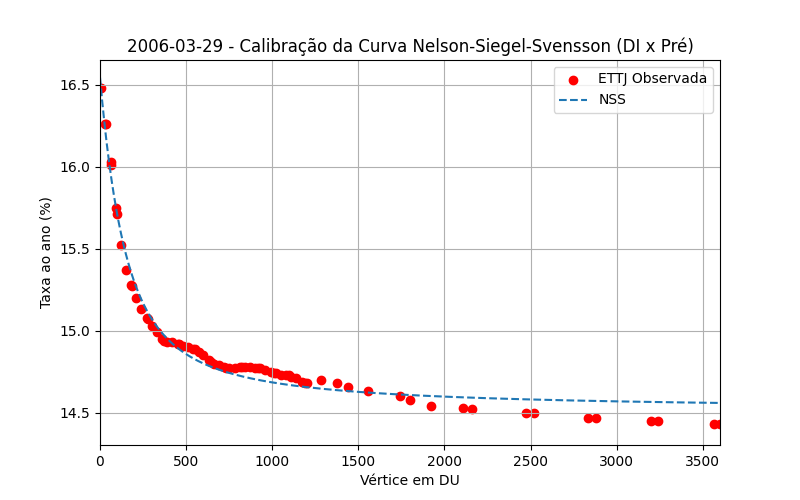 2006-03-29 - Calibração da Curva Nelson-Siegel-Svensson (DI x Pré)
ETTJ Observada
NSS
Taxa ao ano (%)
16.5
16.0
15.5
15.0
14.5
0 500 1000 1500 2000 2500 3000 3500
Vértice em DU